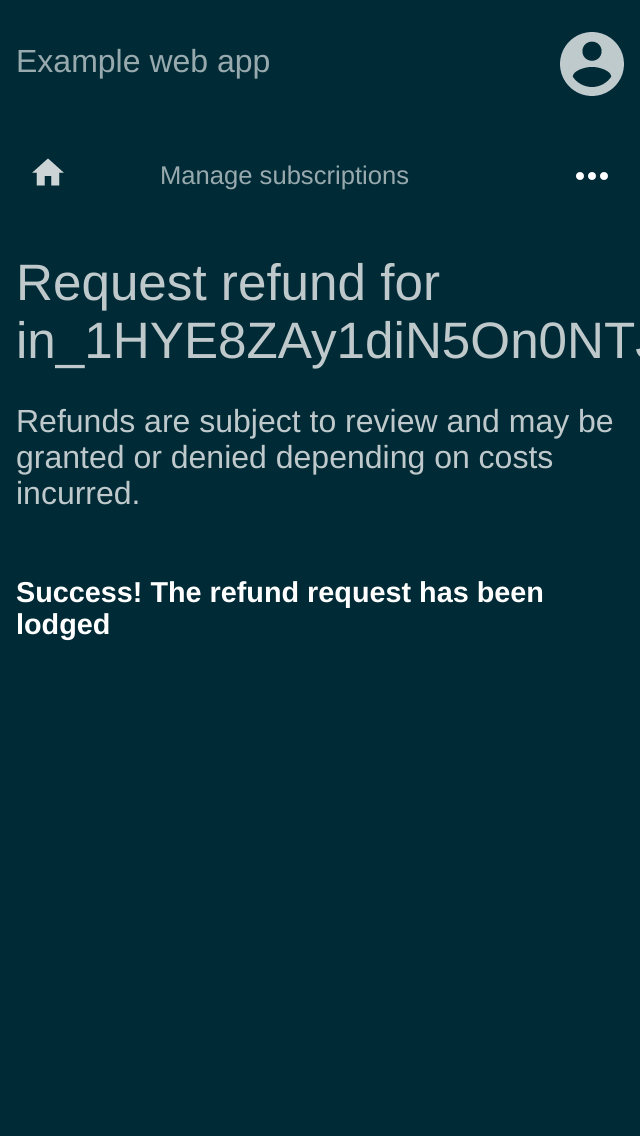 Example web app
Manage subscriptions
Request refund for
in_1HYE8ZAy1diN5On0NT
Refunds are subject to review and may be
granted or denied depending on costs
incurred.
Success! The refund request has been
lodged